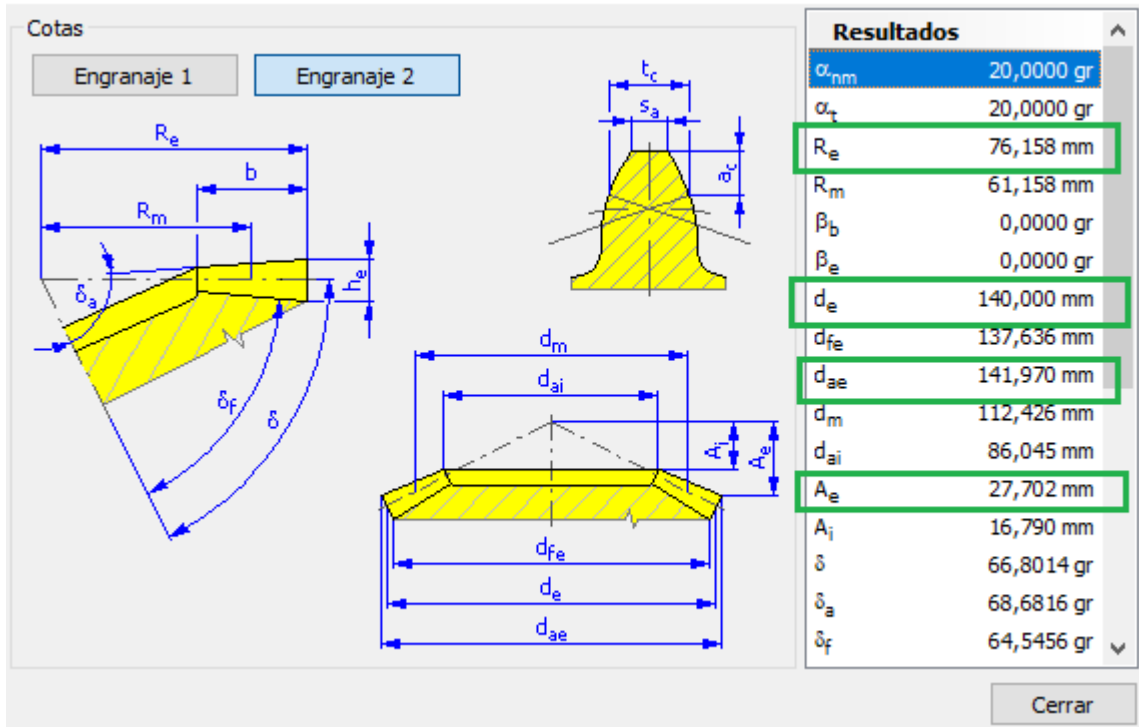 Cotas
Engranaje 1
Engranaje 2
Re
b
Rm
δa
he
δf
δ
tc
sa
ac
dm
dai
Ai
Ae
dfe
de
dae
Resultados
αnm 20,0000 gr
αt 20,0000 gr
Re 76,158 mm
Rm 61,158 mm
βb 0,0000 gr
βe 0,0000 gr
de 140,000 mm
dfe 137,636 mm
dae 141,970 mm
dm 112,426 mm
dai 86,045 mm
Ae 27,702 mm
Ai 16,790 mm
δ 66,8014 gr
δa 68,6816 gr
δf 64,5456 gr
Cerrar